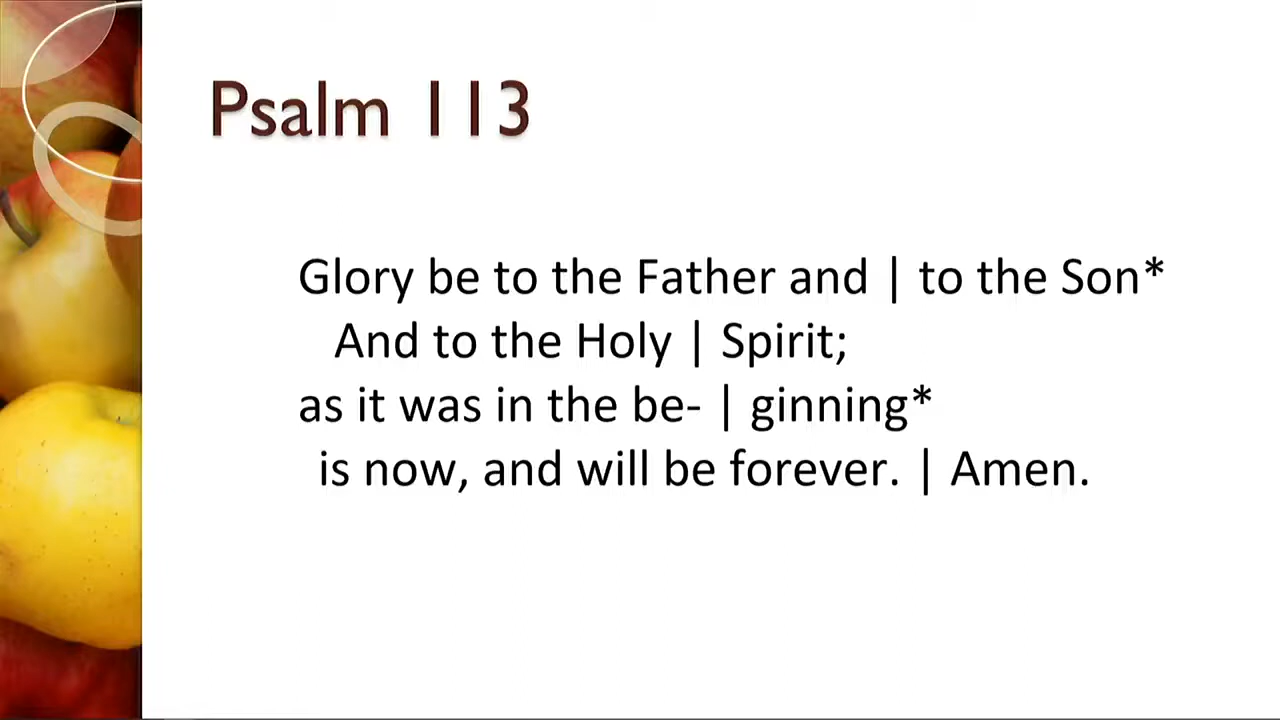 Psalm 113
Glory be to the Father and | to the Son*
And to the Holy | Spirit;
as it was in the be- | ginning*
is now, and will be forever. | Amen.